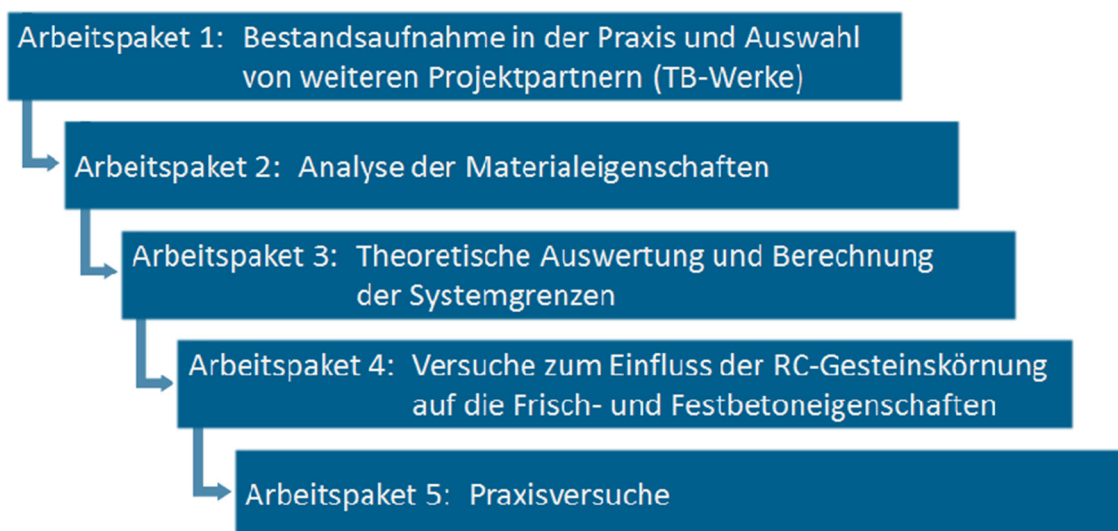 Arbeitspaket 1: Bestandsaufnahme in der Praxis und Auswahl
von weiteren Projektpartnern (TB-Werke)
Arbeitspaket 2: Analyse der Materialeigenschaften
Arbeitspaket 3: Theoretische Auswertung und Berechnung
der Systemgrenzen
Arbeitspaket 4: Versuche zum Einfluss der RC-Gesteinskörnung
auf die Frisch- und Festbetoneigenschaften
Arbeitspaket 5: Praxisversuche